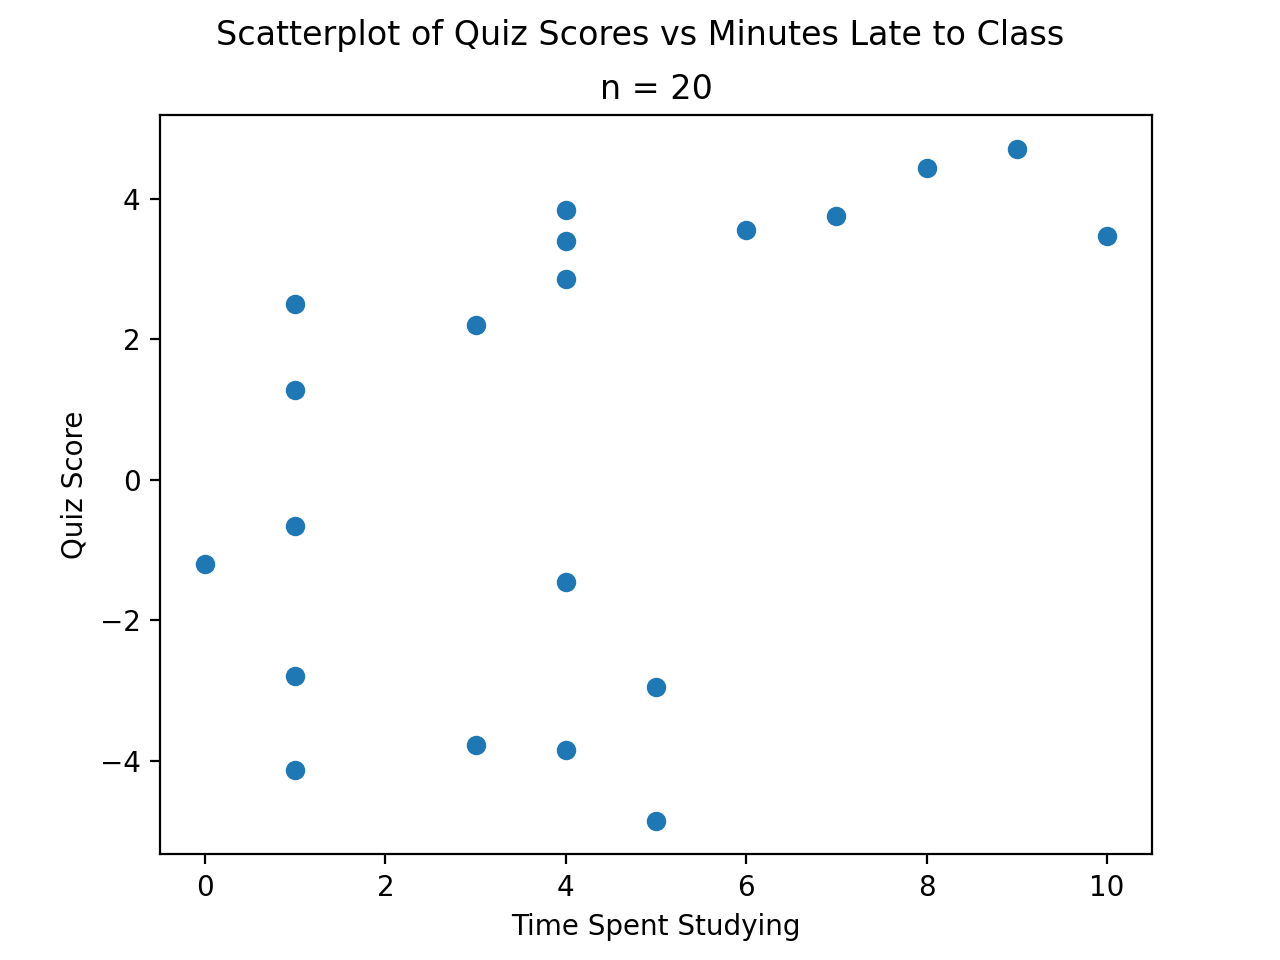 Scatterplot of Quiz Scores vs Minutes Late to Class
n = 20
4
2
0
−2
−4
Quiz Score
0 2 4 6 8 10
Time Spent Studying